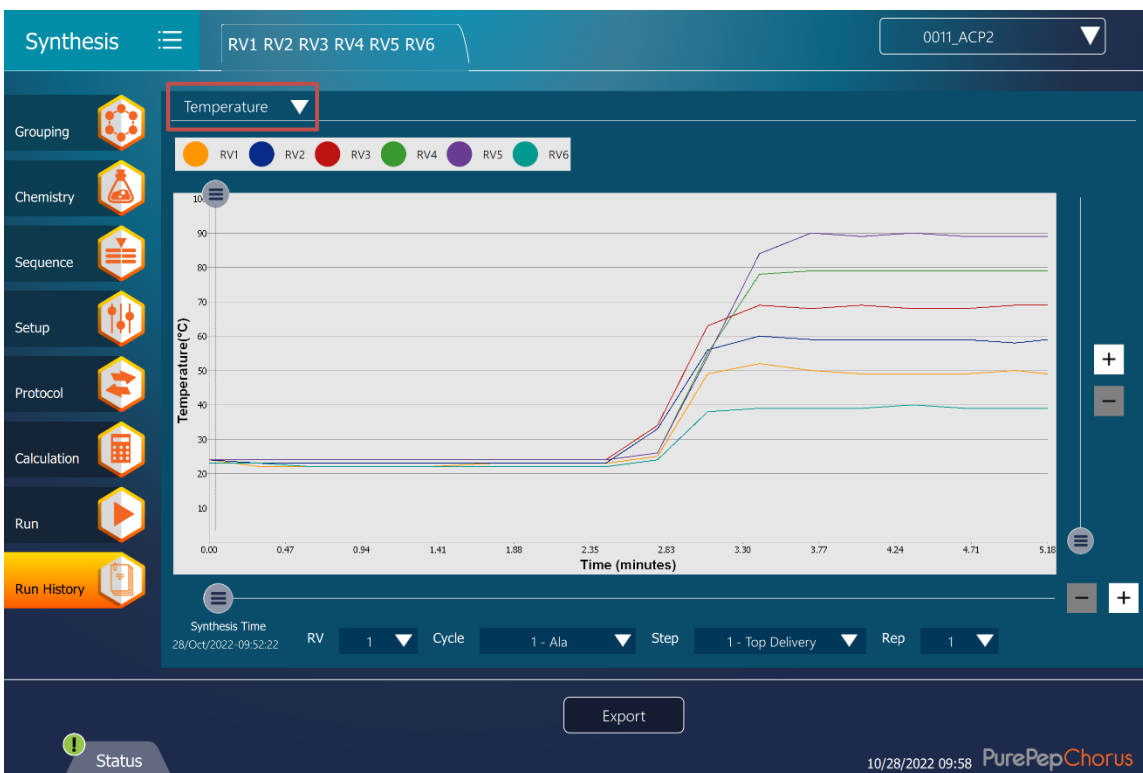 Synthesis
RV1 RV2 RV3 RV4 RV5 RV6
0011_ACP2
Grouping
Chemistry
Sequence
Setup
Protocol
Calculation
Run
Run History
Temperature
RV1 RV2 RV3 RV4 RV5 RV6
90
80
70
60
50
40
30
20
10
Temperature(°C)
0.00 0.47 0.94 1.41 1.88 2.35 2.83 3.30 3.77 4.24 4.71 5.18
Time (minutes)
+
−
− +
Synthesis Time
28/Oct/2022-09:52:22
RV 1 Cycle 1 - Ala Step 1 - Top Delivery Rep 1
Export
!
Status
10/28/2022 09:58 PurePepChorus